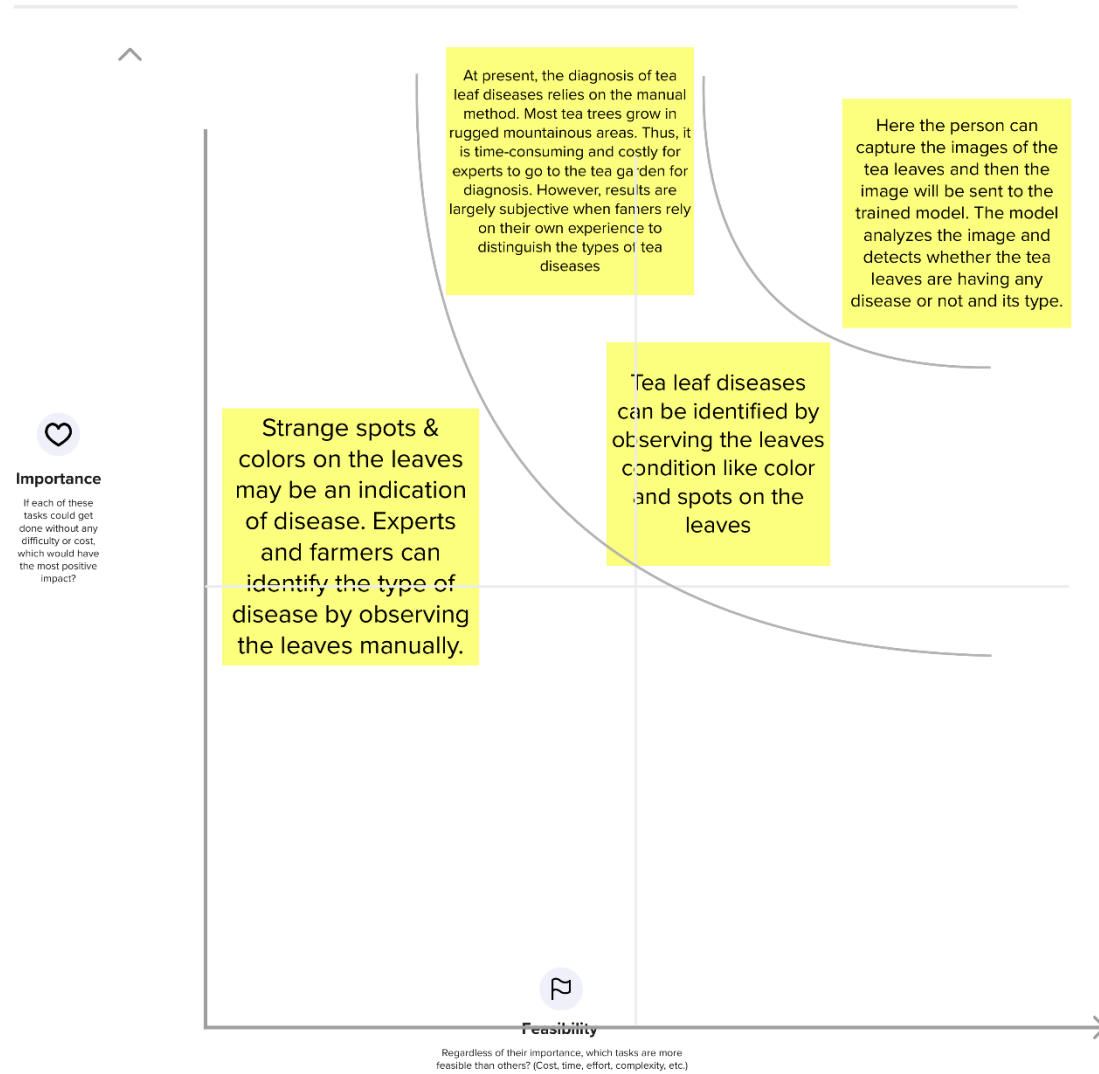 At present, the diagnosis of tea
leaf diseases relies on the manual
method. Most tea trees grow in
rugged mountainous areas. Thus, it
is time-consuming and costly for
experts to go to the tea garden for
diagnosis. However, results are
largely subjective when famers rely
on their own experience to
distinguish the types of tea
diseases
Here the person can
capture the images of the
tea leaves and then the
image will be sent to the
trained model. The model
analyzes the image and
detects whether the tea
leaves are having any
disease or not and its type.
Tea leaf diseases
can be identified by
observing the leaves
condition like color
and spots on the
leaves
Strange spots &
colors on the leaves
may be an indication
of disease. Experts
and farmers can
identify the type of
disease by observing
the leaves manually.
Importance
If each of these
tasks could get
done without any
difficulty or cost,
which would have
the most positive
impact?
Feasibility
Regardless of their importance, which tasks are more
feasible than others? (Cost, time, effort, complexity, etc.)